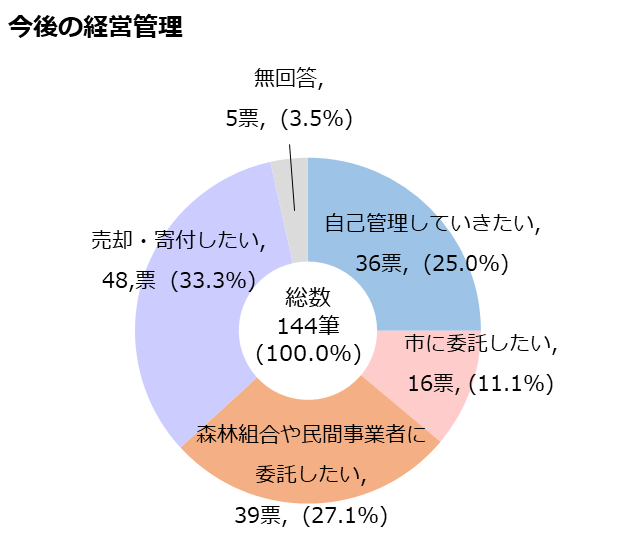 今後の経営管理
無回答,
5票,  (3.5%)
自己管理していきたい,
36票,  (25.0%)
売却・寄付したい,
48,票  (33.3%)
総数
144筆
(100.0%)
市に委託したい,
16票, (11.1%)
森林組合や民間事業者に
委託したい,
39票,  (27.1%)